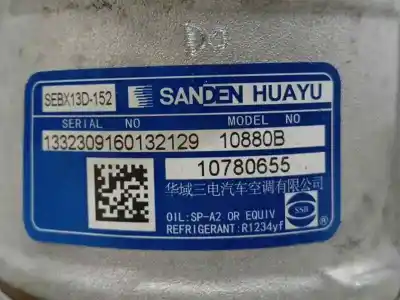 SEBX13D-152 SANDEN HUAYU
SERIAL NO MODEL NO
1332309160132129 10880B
10780655
华域三电汽车空调有限公司
OIL:SP-A2 OR EQUIV
REFRIGERANT:R1234yf
SSB
®